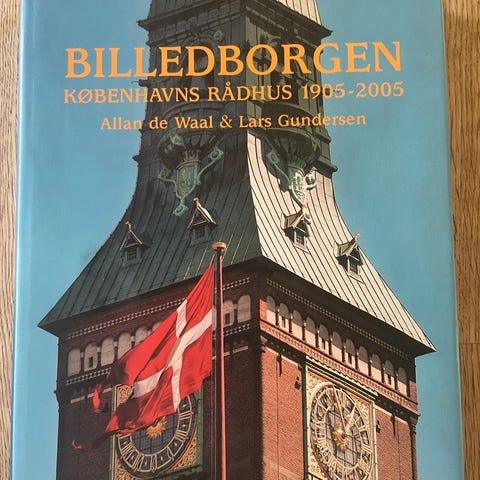 BILLEDBORGEN
KØBENHAVNS RÅDHUS 1905-2005
Allan de Waal & Lars Gundersen